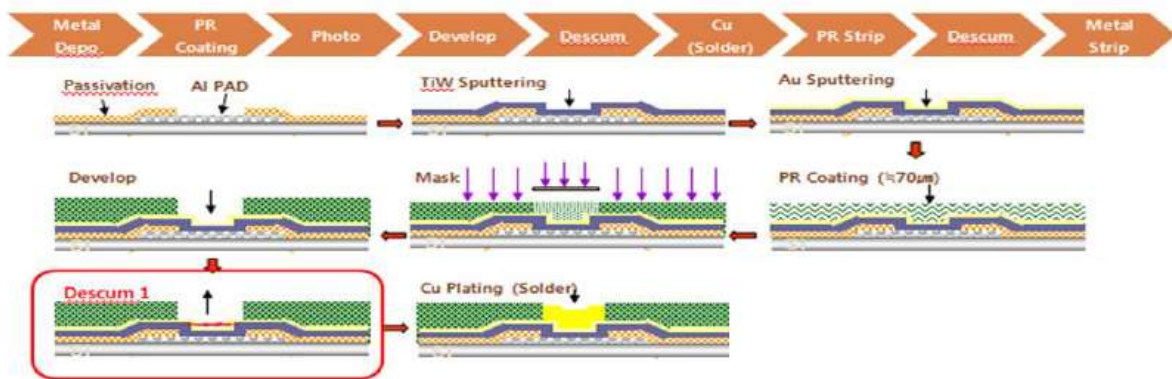 Metal
Depo.
PR
Coating
Photo
Develop
Descum
Cu
(Solder)
PR Strip
Descum
Metal
Strip
Passivation
Al PAD
TiW Sputtering
Au Sputtering
Develop
Mask
PR Coating (≒70㎛)
Descum 1
Cu Plating (Solder)